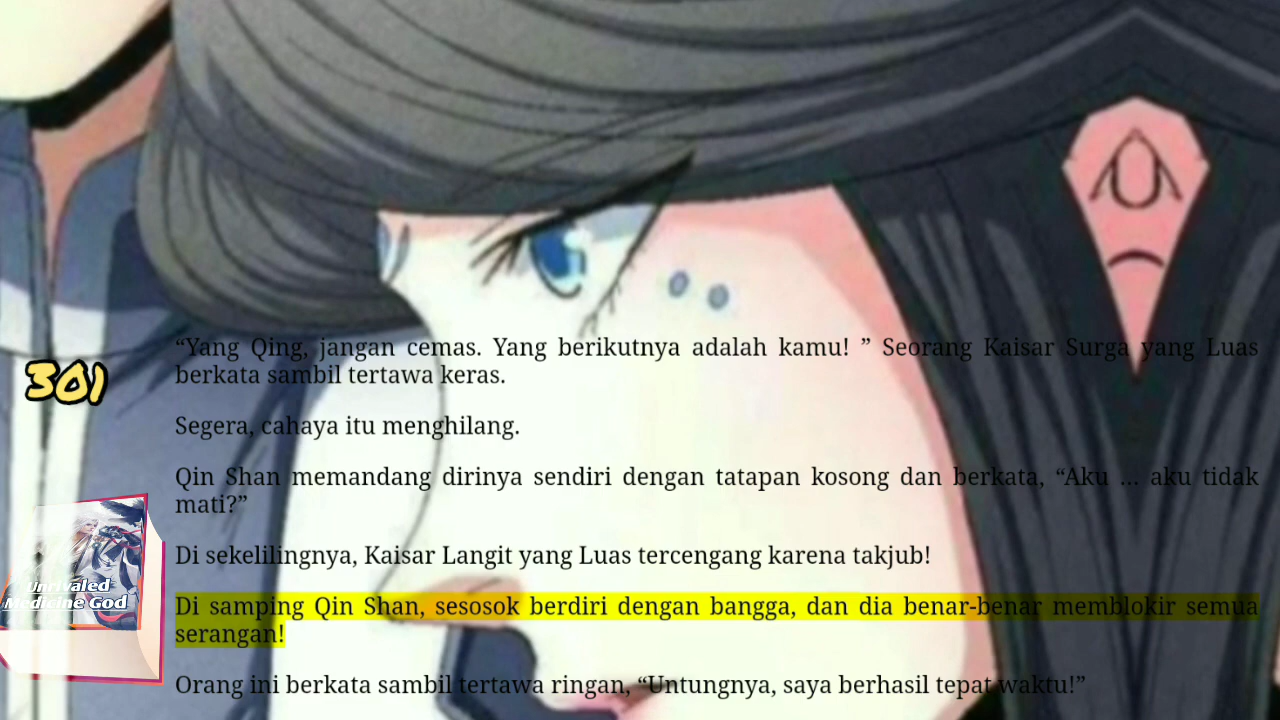 “Yang Qing, jangan cemas. Yang berikutnya adalah kamu! ” Seorang Kaisar Surga yang Luas
berkata sambil tertawa keras.
Segera, cahaya itu menghilang.
Qin Shan memandang dirinya sendiri dengan tatapan kosong dan berkata, “Aku ... aku tidak
mati?”
Di sekelilingnya, Kaisar Langit yang Luas tercengang karena takjub!
Di samping Qin Shan, sesosok berdiri dengan bangga, dan dia benar-benar memblokir semua
serangan!
Orang ini berkata sambil tertawa ringan, “Untungnya, saya berhasil tepat waktu!”
301
Unrivaled
Medicine God